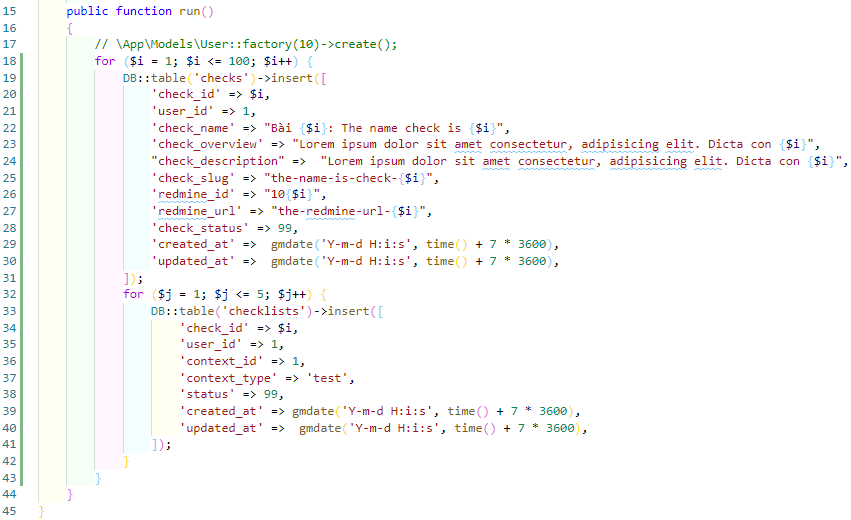 15 public function run()
16 {
17 // \App\Models\User::factory(10)->create();
18 for ($i = 1; $i <= 100; $i++) {
19 DB::table('checks')->insert([
20 'check_id' => $i,
21 'user_id' => 1,
22 'check_name' => "Bài {$i}: The name check is {$i}",
23 'check_overview' => "Lorem ipsum dolor sit amet consectetur, adipisicing elit. Dicta con {$i}",
24 "check_description" =>  "Lorem ipsum dolor sit amet consectetur, adipisicing elit. Dicta con {$i}",
25 'check_slug' => "the-name-is-check-{$i}",
26 'redmine_id' => "10{$i}",
27 'redmine_url' => "the-redmine-url-{$i}",
28 'check_status' => 99,
29 'created_at' =>  gmdate('Y-m-d H:i:s', time() + 7 * 3600),
30 'updated_at' =>  gmdate('Y-m-d H:i:s', time() + 7 * 3600),
31 ]);
32 for ($j = 1; $j <= 5; $j++) {
33 DB::table('checklists')->insert([
34 'check_id' => $i,
35 'user_id' => 1,
36 'context_id' => 1,
37 'context_type' => 'test',
38 'status' => 99,
39 'created_at' => gmdate('Y-m-d H:i:s', time() + 7 * 3600),
40 'updated_at' =>  gmdate('Y-m-d H:i:s', time() + 7 * 3600),
41 ]);
42 }
43 }
44 }
45 }